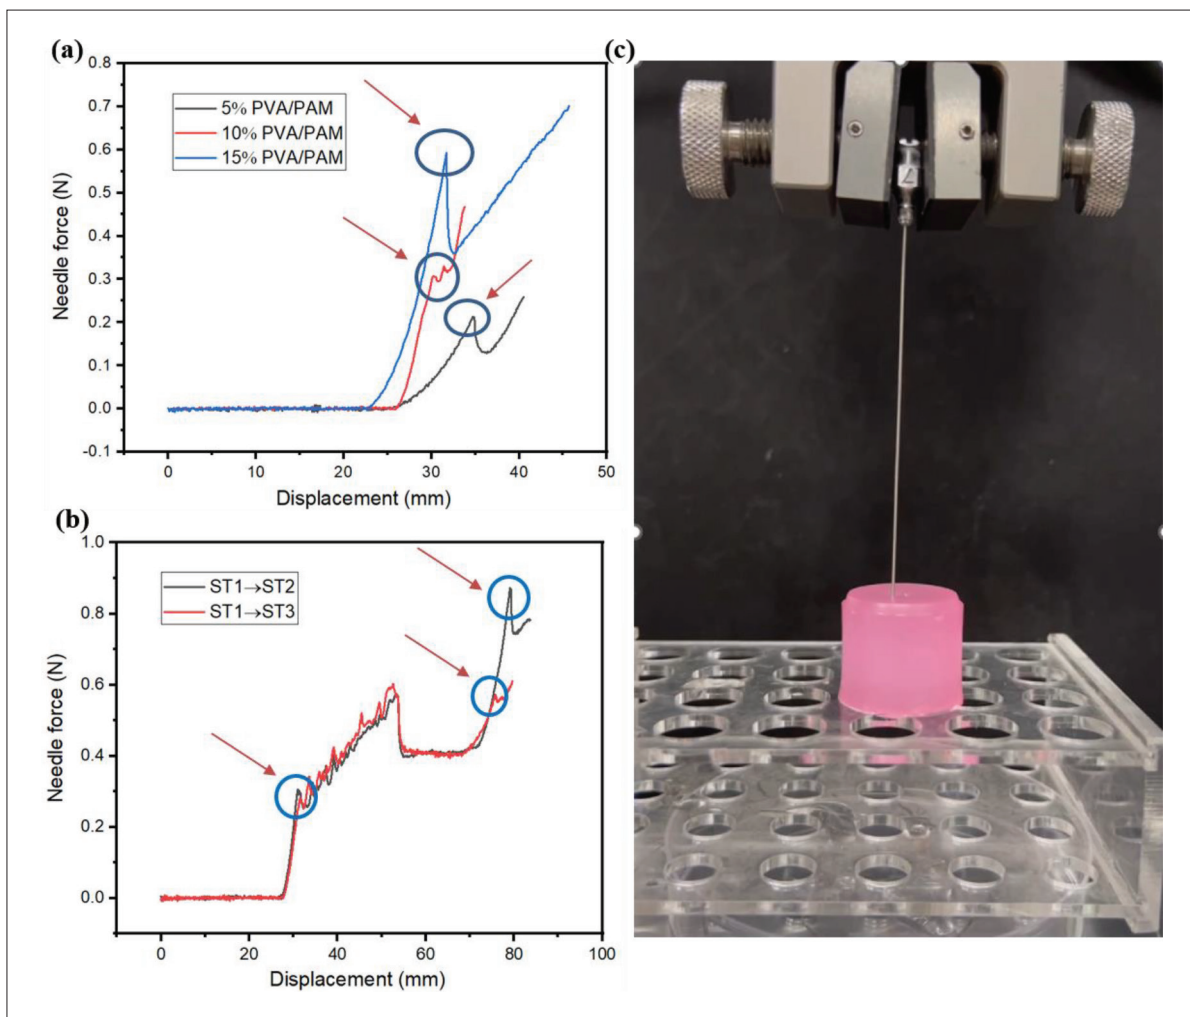 (a)
0.8
0.7
0.6
0.5
0.4
0.3
0.2
0.1
0.0
-0.1
Needle force (N)
5% PVA/PAM
10% PVA/PAM
15% PVA/PAM
0 10 20 30 40 50
Displacement (mm)
(b)
1.0
0.8
0.6
0.4
0.2
0.0
Needle force (N)
ST1→ST2
ST1→ST3
0 20 40 60 80 100
Displacement (mm)
(c)
7